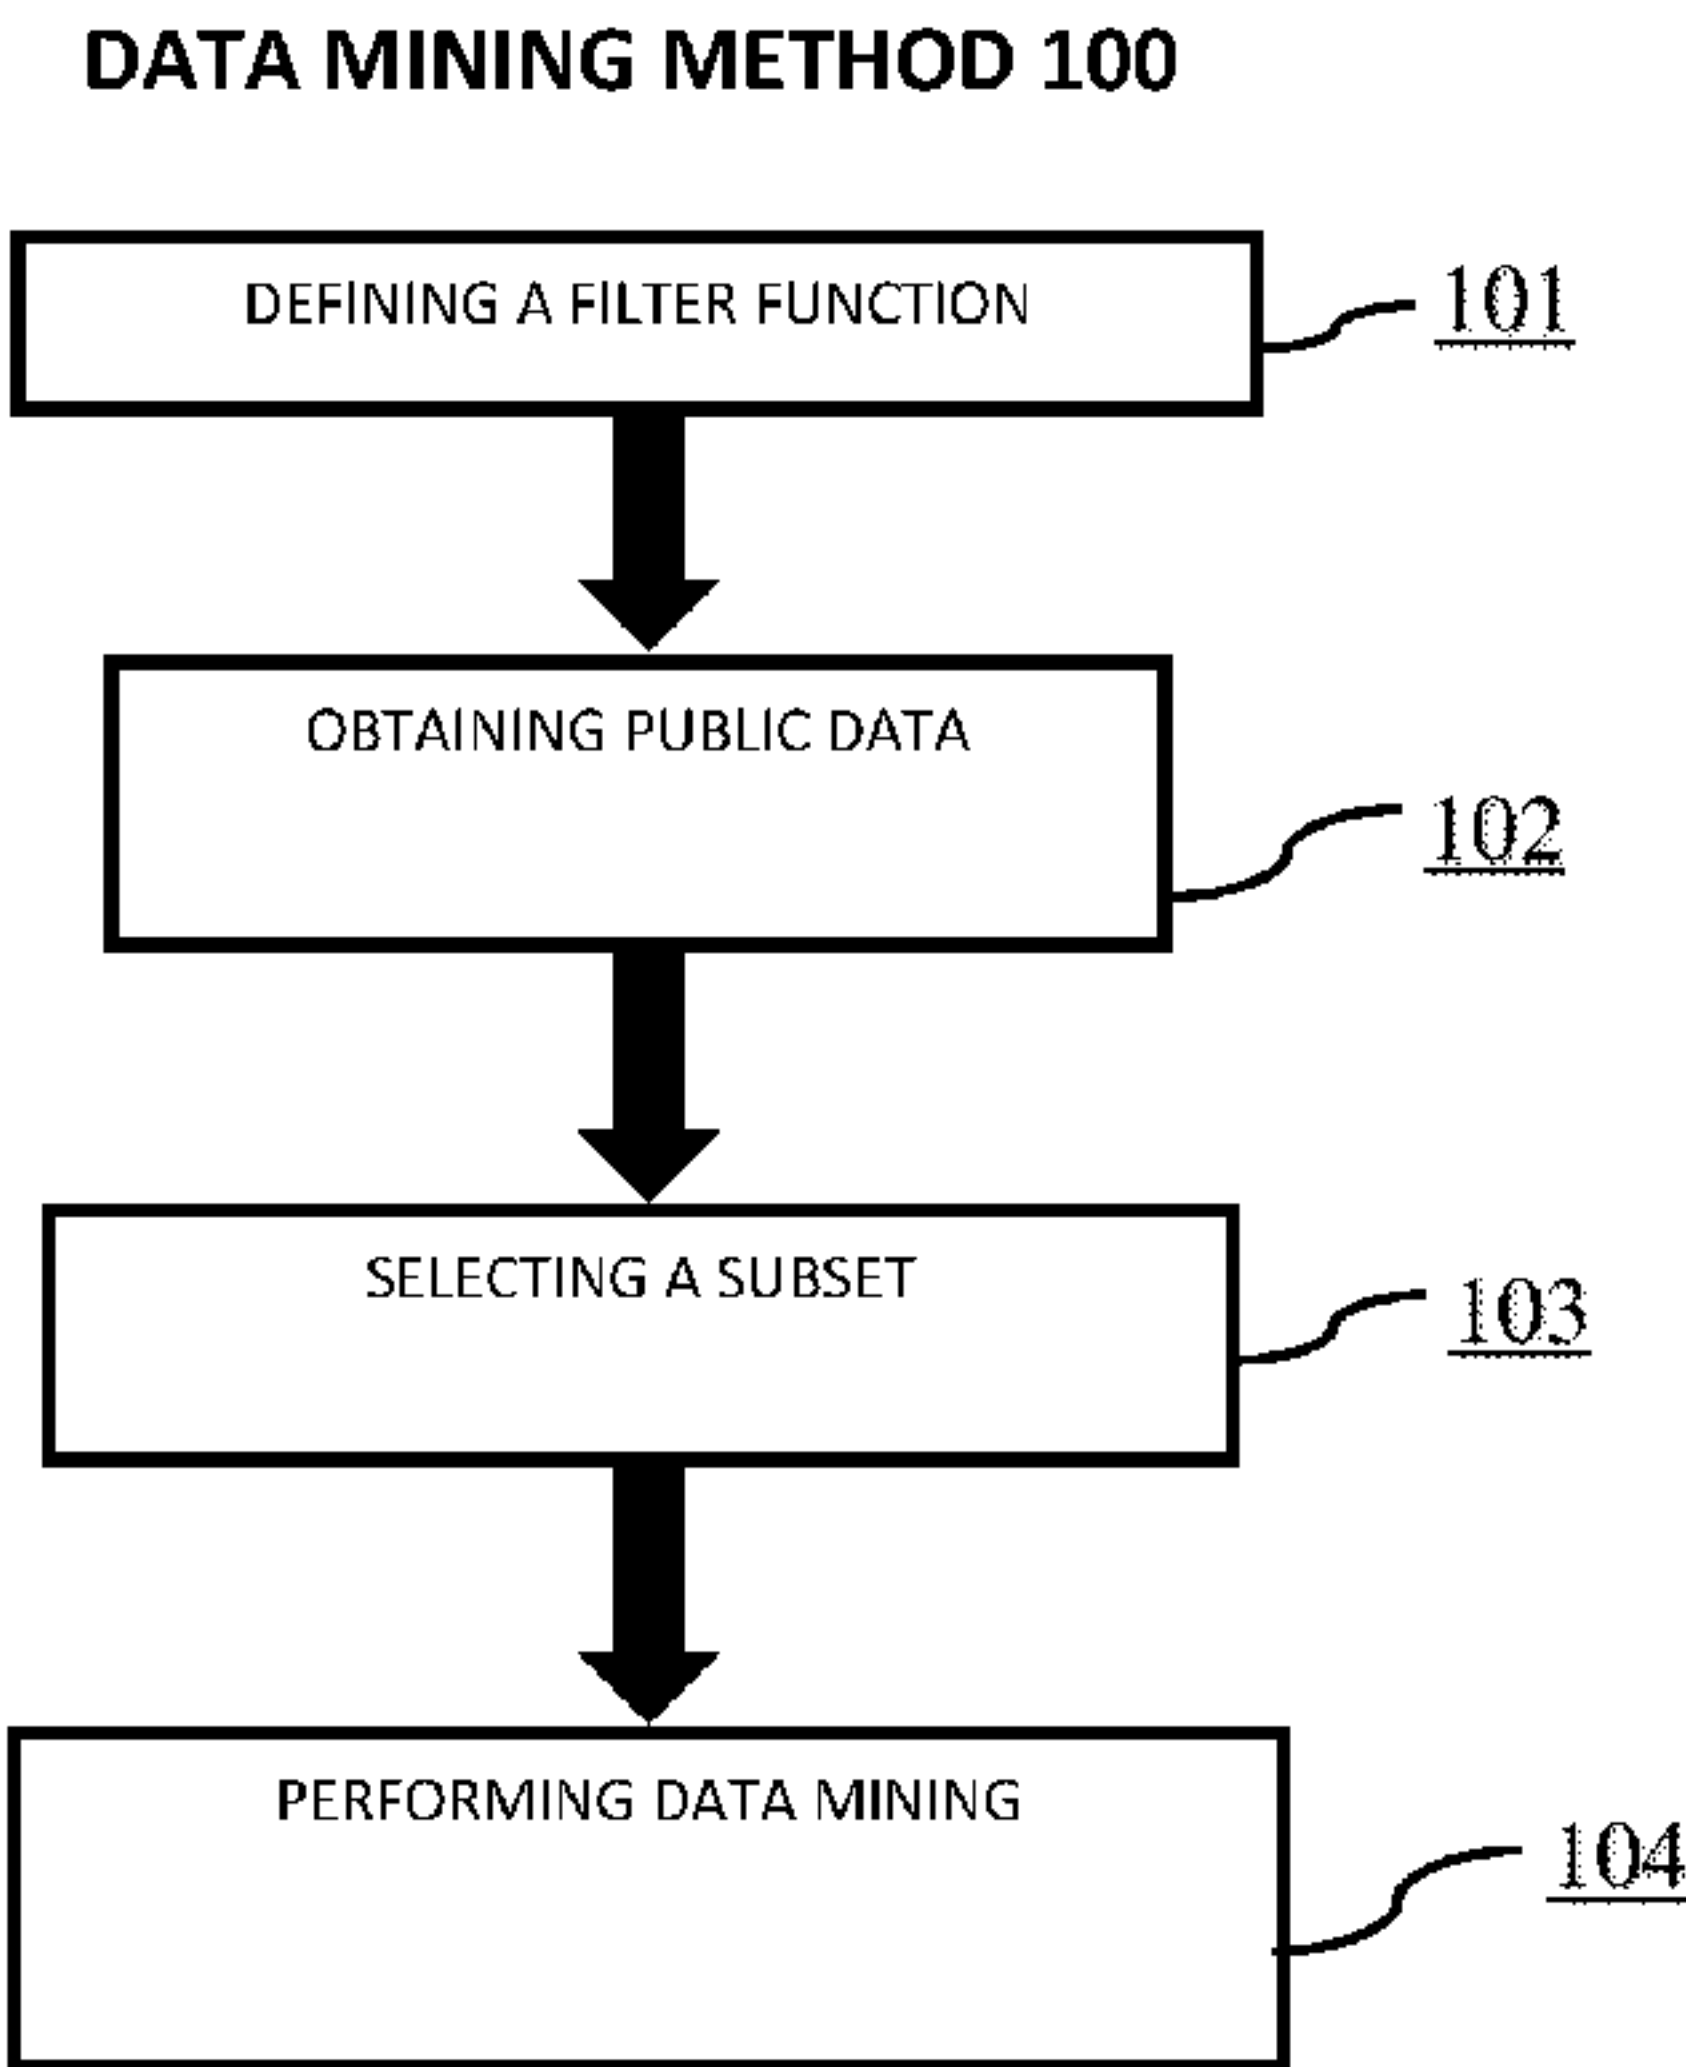 DATA MINING METHOD 100
DEFINING A FILTER FUNCTION
101
OBTAINING PUBLIC DATA
102
SELECTING A SUBSET
103
PERFORMING DATA MINING
104